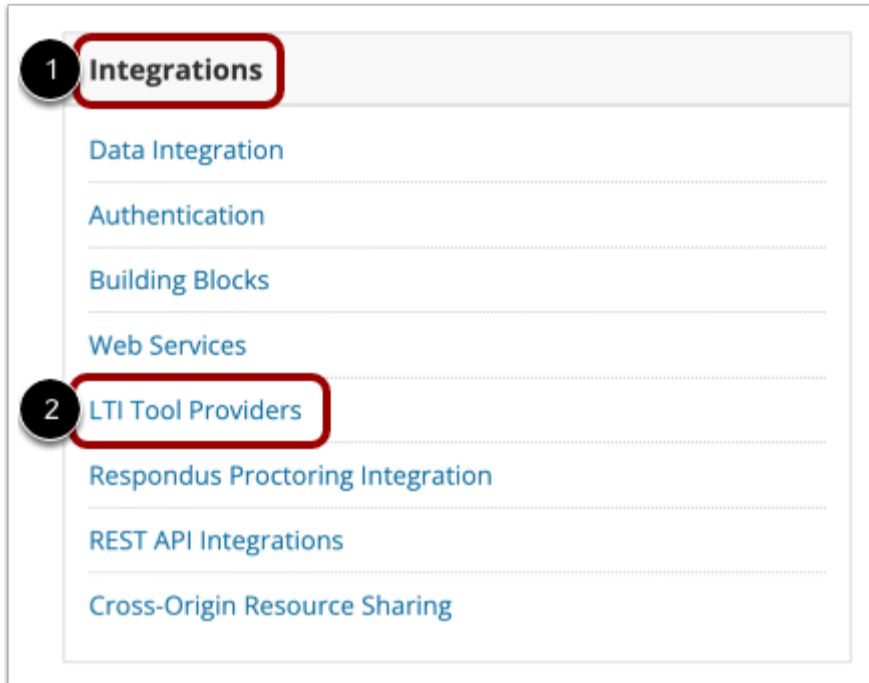 1 Integrations
Data Integration
Authentication
Building Blocks
Web Services
2 LTI Tool Providers
Respondus Proctoring Integration
REST API Integrations
Cross-Origin Resource Sharing